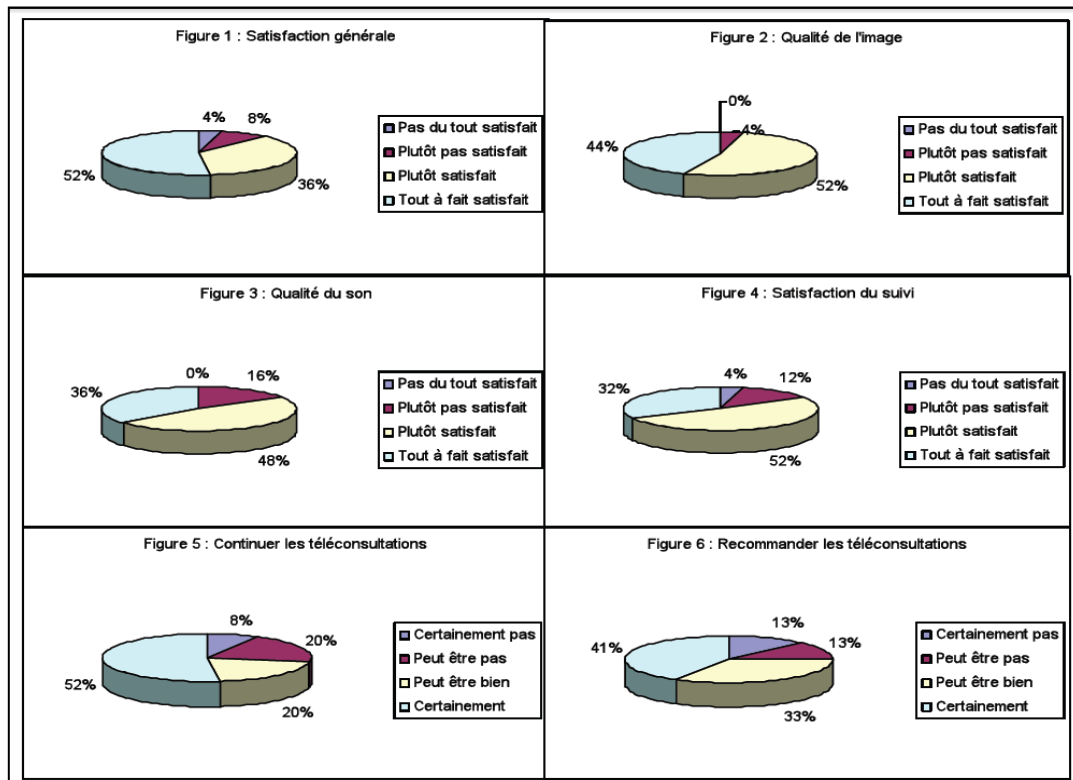 Figure 1 : Satisfaction générale
4%
8%
52%
36%
Pas du tout satisfait
Plutôt pas satisfait
Plutôt satisfait
Tout à fait satisfait
Figure 2 : Qualité de l'image
0%
4%
44%
52%
Pas du tout satisfait
Plutôt pas satisfait
Plutôt satisfait
Tout à fait satisfait
Figure 3 : Qualité du son
0%
16%
36%
48%
Pas du tout satisfait
Plutôt pas satisfait
Plutôt satisfait
Tout à fait satisfait
Figure 4 : Satisfaction du suivi
4%
12%
32%
52%
Pas du tout satisfait
Plutôt pas satisfait
Plutôt satisfait
Tout à fait satisfait
Figure 5 : Continuer les téléconsultations
8%
20%
52%
20%
Certainement pas
Peut être pas
Peut être bien
Certainement
Figure 6 : Recommander les téléconsultations
13%
13%
41%
33%
Certainement pas
Peut être pas
Peut être bien
Certainement